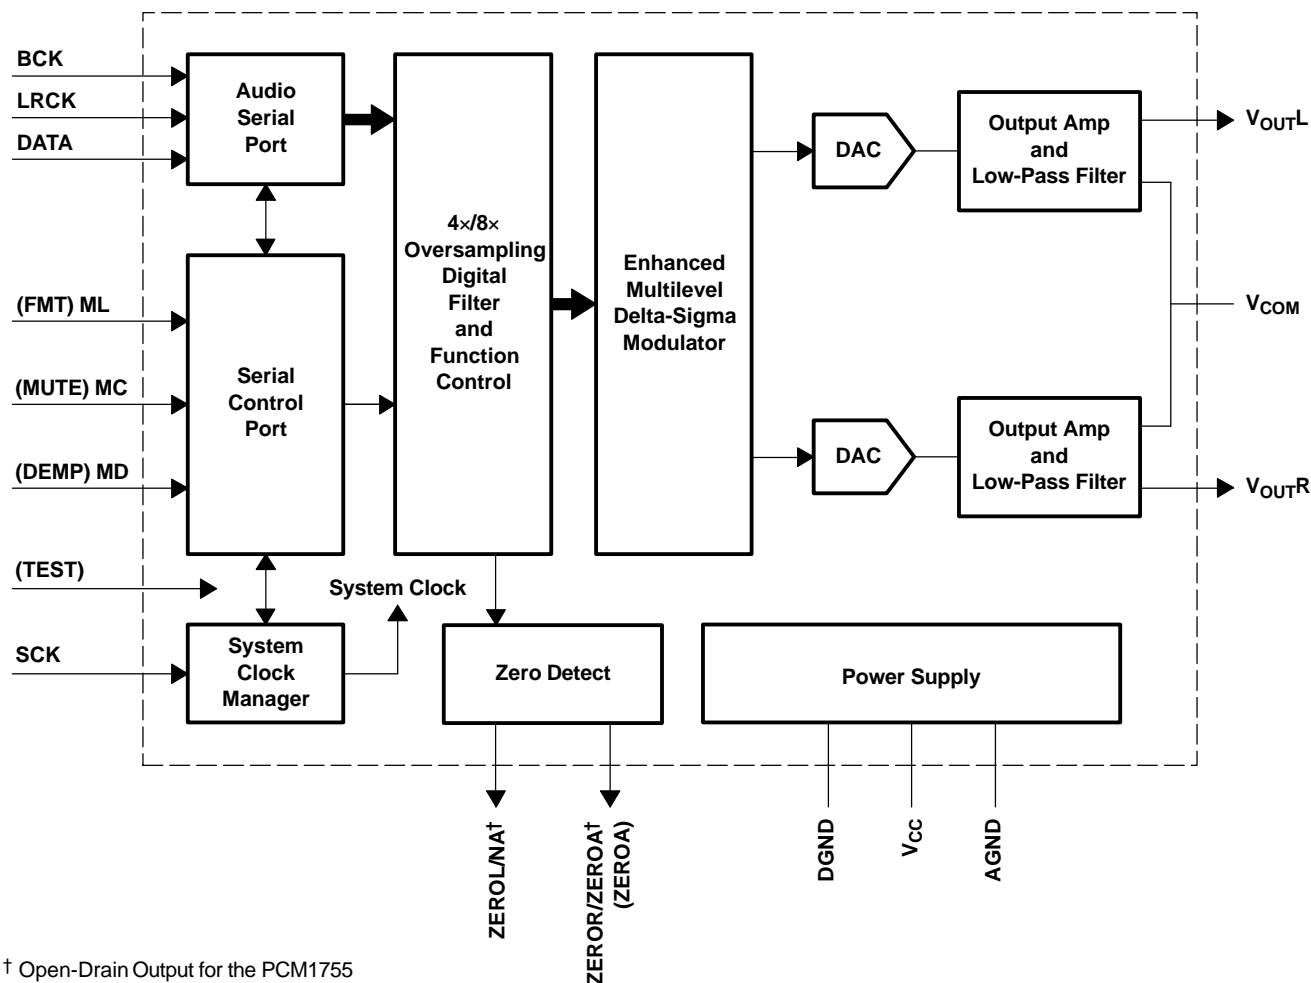 BCK
LRCK
DATA
Audio
Serial
Port
(FMT) ML
(MUTE) MC
(DEMP) MD
Serial
Control
Port
(TEST)
SCK
System
Clock
Manager
System Clock
4×/8×
Oversampling
Digital
Filter
and
Function
Control
Enhanced
Multilevel
Delta-Sigma
Modulator
DAC
Output Amp
and
Low-Pass Filter
VOUTL
VCOM
DAC
Output Amp
and
Low-Pass Filter
VOUTR
Zero Detect
Power Supply
ZEROL/NA†
ZEROR/ZEROA†
(ZEROA)
DGND
VCC
AGND
† Open-Drain Output for the PCM1755